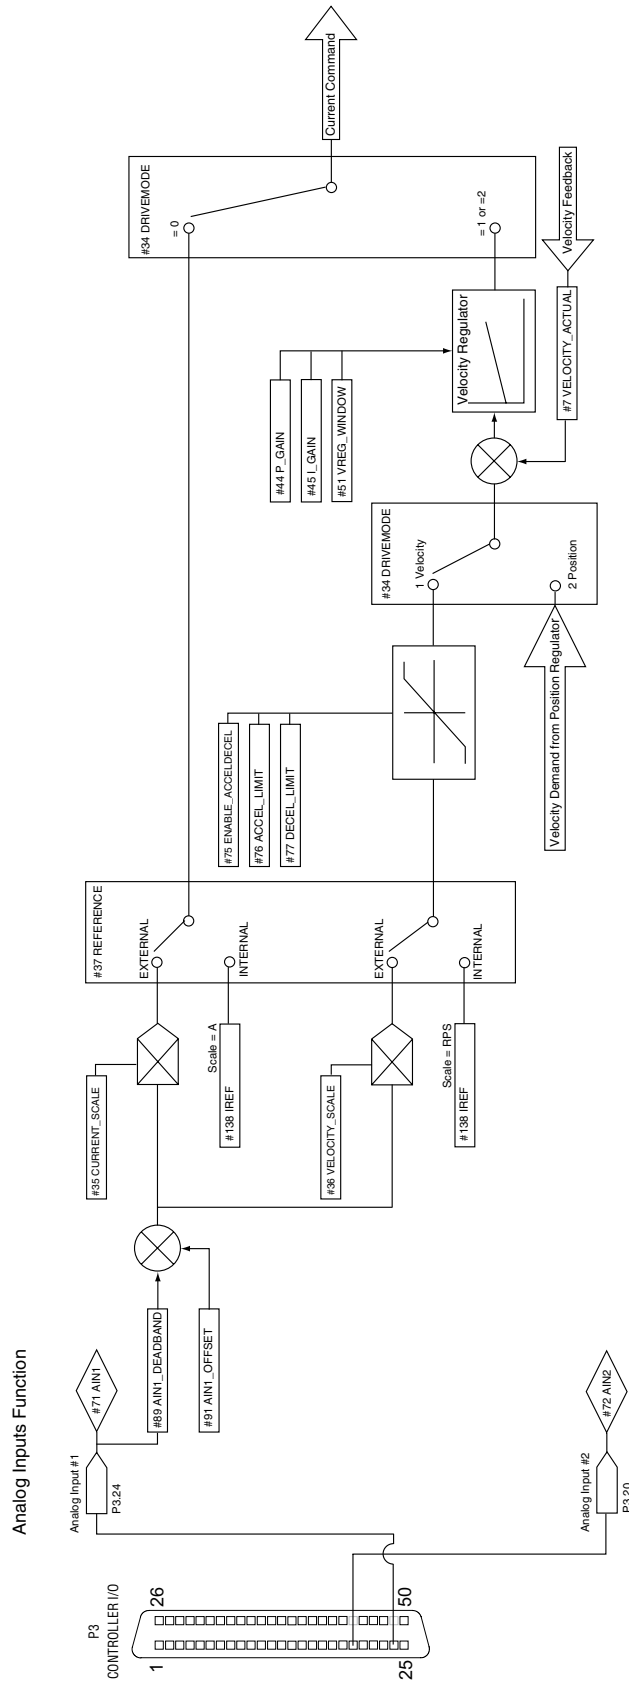 Analog Inputs Function
P3
CONTROLLER I/O
1
26
25
50
Analog Input #1
P3.24
#71 AIN1
#89 AIN1_DEADBAND
#91 AIN1_OFFSET
Analog Input #2
P3.20
#72 AIN2
#35 CURRENT_SCALE
Scale = A
#138 IREF
#36 VELOCITY_SCALE
Scale = RPS
#138 IREF
#37 REFERENCE
EXTERNAL
INTERNAL
EXTERNAL
INTERNAL
#75 ENABLE_ACCELDECEL
#76 ACCEL_LIMIT
#77 DECEL_LIMIT
Velocity Demand from Position Regulator
#34 DRIVEMODE
1 Velocity
2 Position
#44 P_GAIN
#45 I_GAIN
#51 VREG_WINDOW
Velocity Regulator
#7 VELOCITY_ACTUAL
Velocity Feedback
#34 DRIVEMODE
= 0
= 1 or =2
Current Command